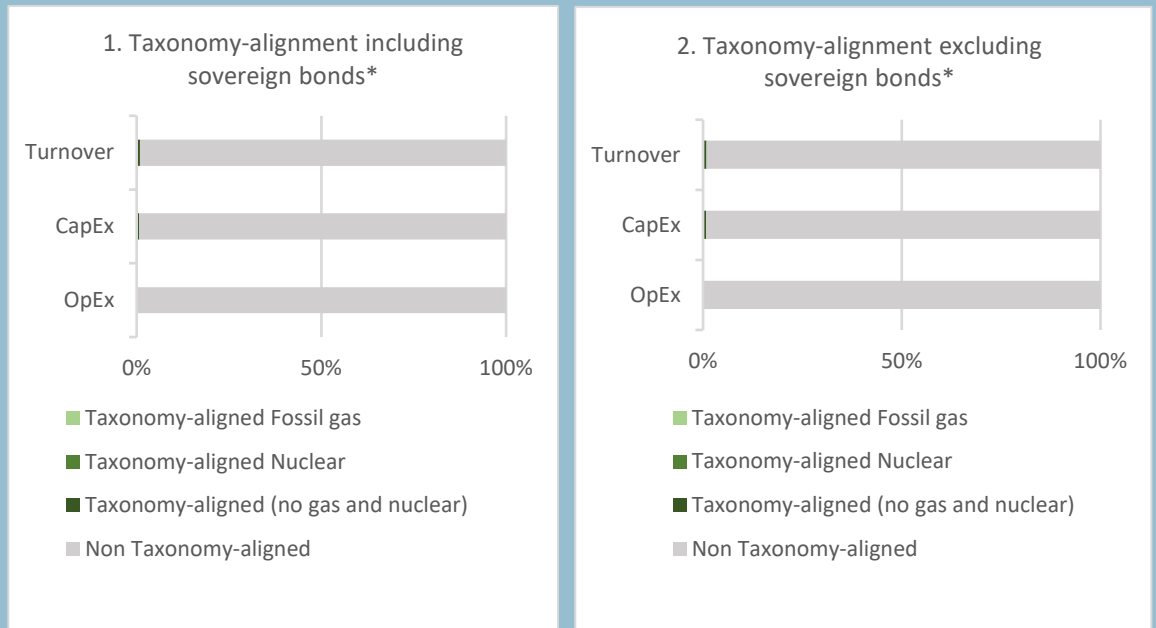 1. Taxonomy-alignment including
sovereign bonds*
Turnover
CapEx
OpEx
0%
50%
100%
Taxonomy-aligned Fossil gas
Taxonomy-aligned Nuclear
Taxonomy-aligned (no gas and nuclear)
Non Taxonomy-aligned
2. Taxonomy-alignment excluding
sovereign bonds*
Turnover
CapEx
OpEx
0%
50%
100%
Taxonomy-aligned Fossil gas
Taxonomy-aligned Nuclear
Taxonomy-aligned (no gas and nuclear)
Non Taxonomy-aligned